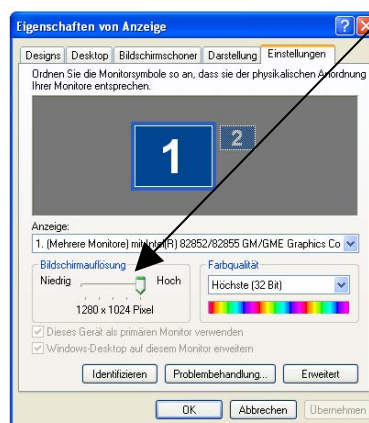 Eigenschaften von Anzeige
Designs Desktop Bildschirmschoner Darstellung Einstellungen
Ordnen Sie die Monitorsymbole so an, dass sie der physikalischen Anordnung
Ihrer Monitore entsprechen.
1 2
Anzeige:
1. (Mehrere Monitore) mit Intel(R) 82852/82855 GM/GME Graphics Co
Bildschirmauflösung
Niedrig Hoch
1280 x 1024 Pixel
Farbqualität
Höchste (32 Bit)
Dieses Gerät als primären Monitor verwenden
Windows-Desktop auf diesem Monitor erweitern
Identifizieren Problembehandlung... Erweitert
OK Abbrechen Übernehmen